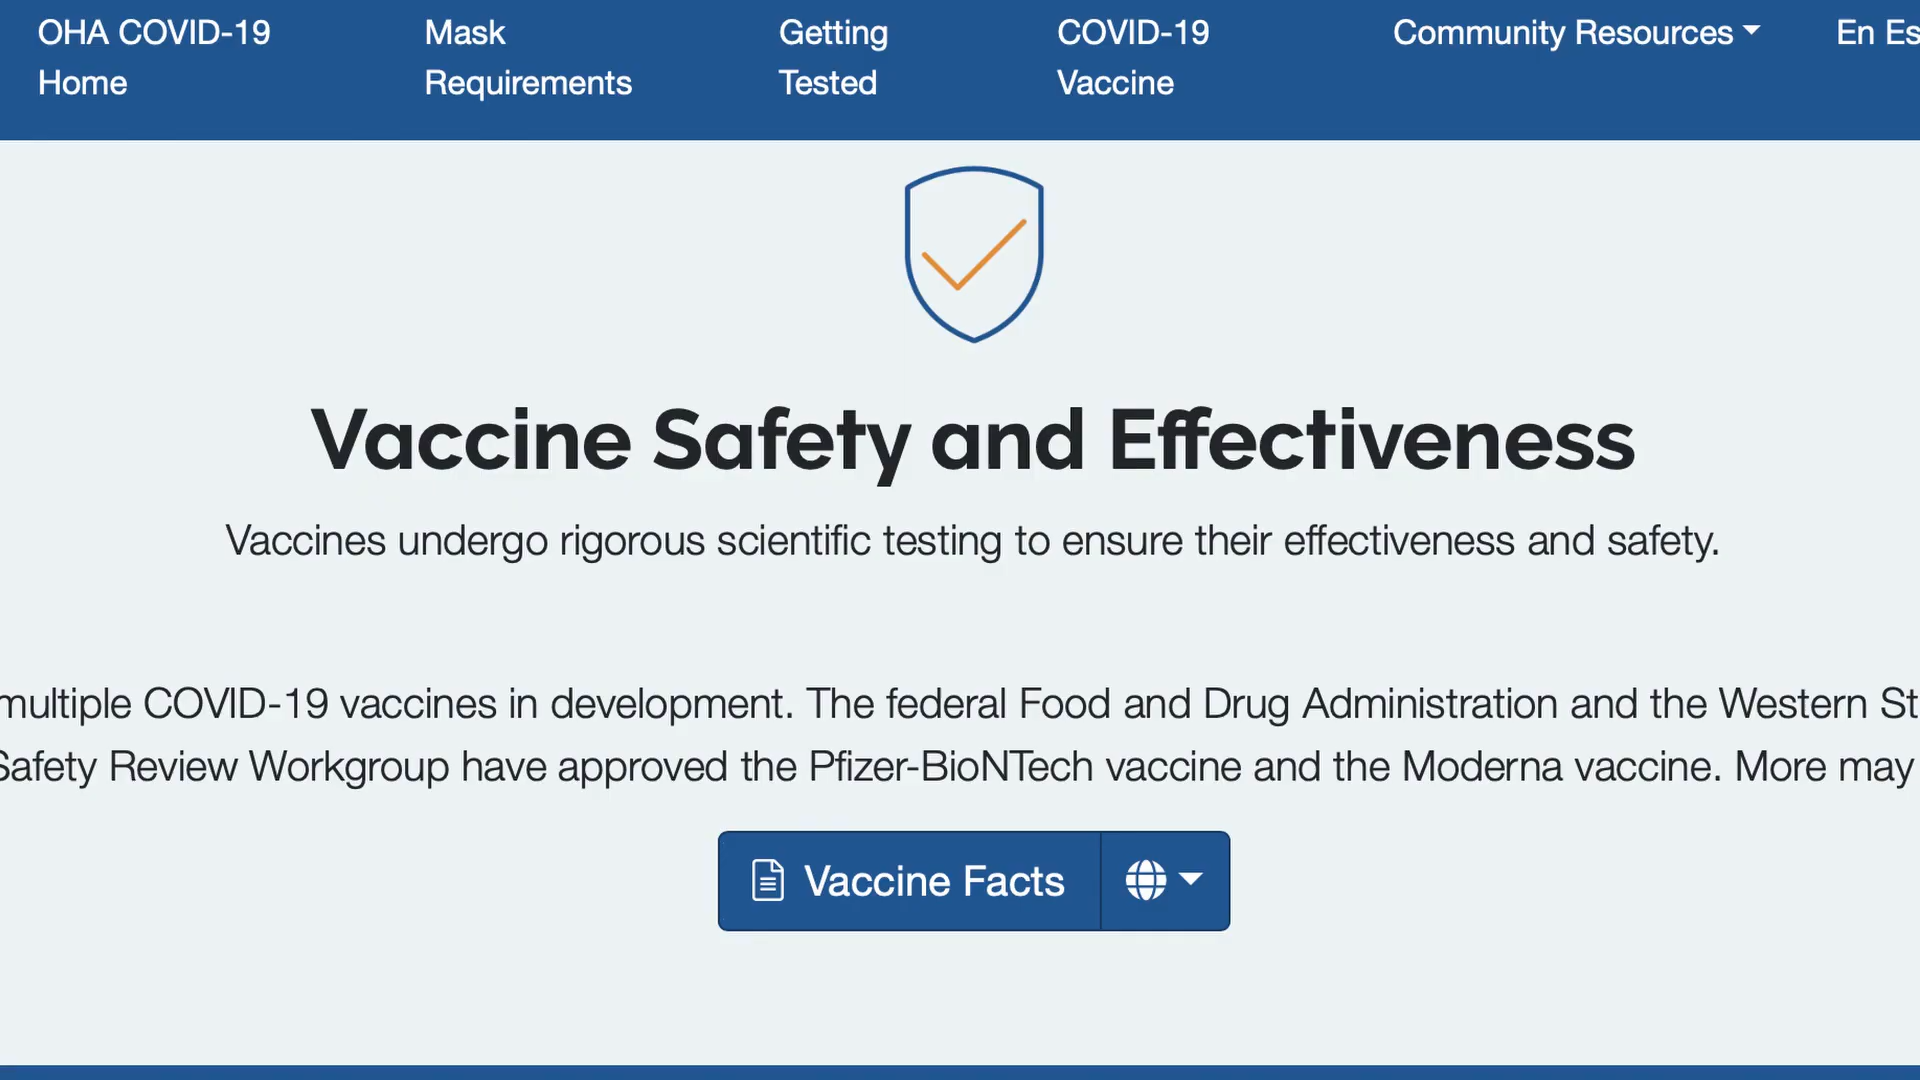 OHA COVID-19 Home
Mask Requirements
Getting Tested
COVID-19 Vaccine
Community Resources
En Es
Vaccine Safety and Effectiveness
Vaccines undergo rigorous scientific testing to ensure their effectiveness and safety.
multiple COVID-19 vaccines in development. The federal Food and Drug Administration and the Western St
Safety Review Workgroup have approved the Pfizer-BioNTech vaccine and the Moderna vaccine. More may
Vaccine Facts